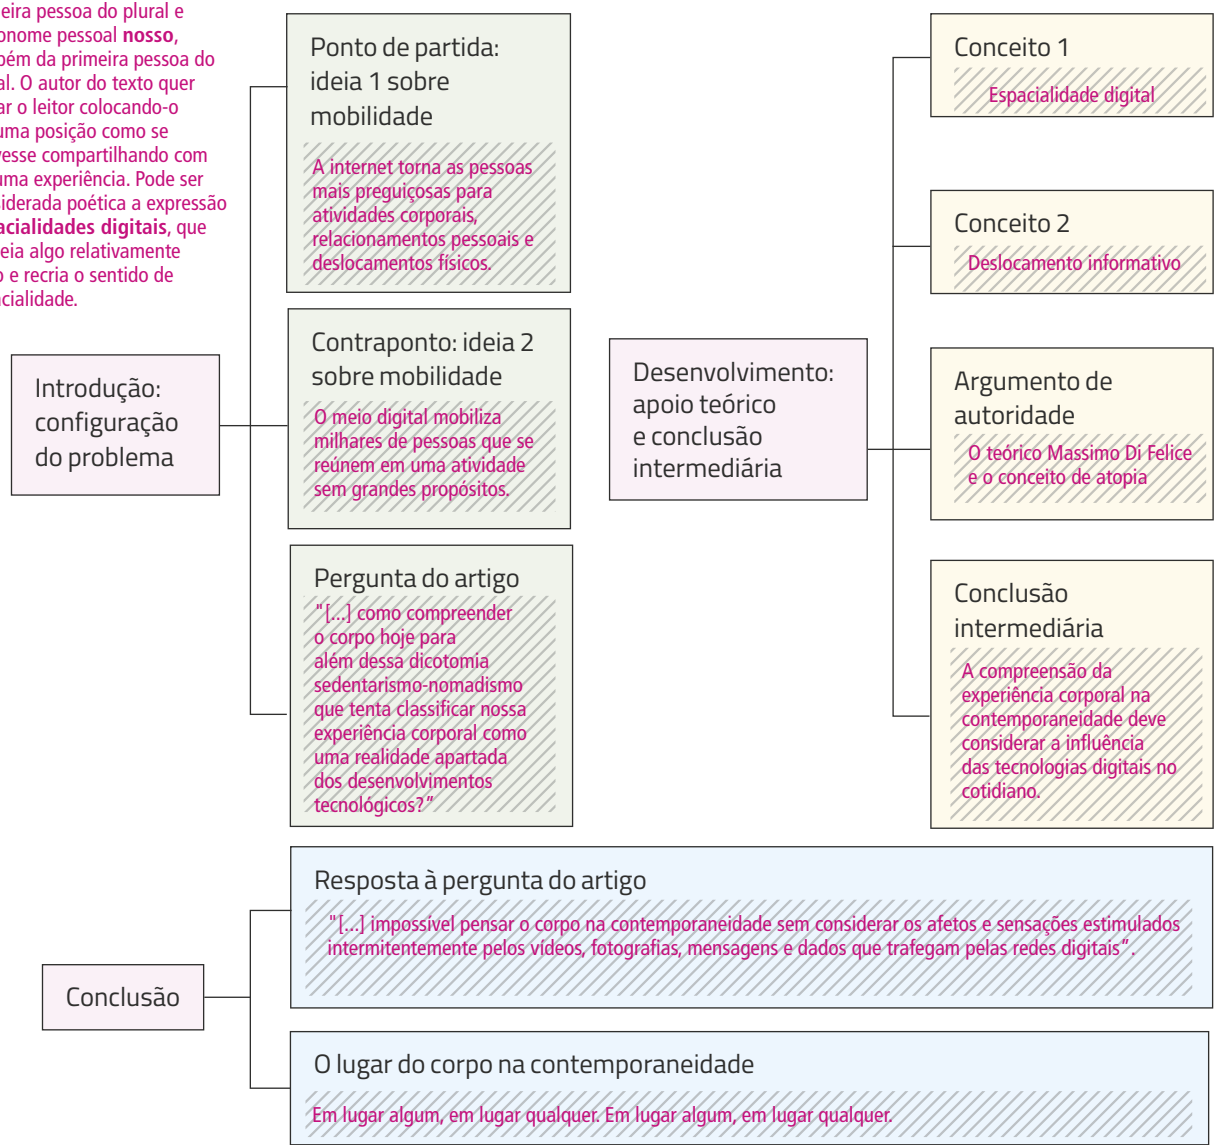 eira pessoa do plural e
onome pessoal nosso,
bém da primeira pessoa do
al. O autor do texto quer
ar o leitor colocando-o
uma posição como se
vesse compartilhando com
uma experiência. Pode ser
siderada poética a expressão
acialidades digitais, que
eia algo relativamente
o e recria o sentido de
acialidade.
Introdução:
configuração
do problema
Ponto de partida:
ideia 1 sobre
mobilidade
A internet torna as pessoas
mais preguiçosas para
atividades corporais,
relacionamentos pessoais e
deslocamentos físicos.
Contraponto: ideia 2
sobre mobilidade
O meio digital mobiliza
milhares de pessoas que se
reúnem em uma atividade
sem grandes propósitos.
Pergunta do artigo
"[...] como compreender
o corpo hoje para
além dessa dicotomia
sedentarismo-nomadismo
que tenta classificar nossa
experiência corporal como
uma realidade apartada
dos desenvolvimentos
tecnológicos?"
Desenvolvimento:
apoio teórico
e conclusão
intermediária
Conceito 1
Espacialidade digital
Conceito 2
Deslocamento informativo
Argumento de
autoridade
O teórico Massimo Di Felice
e o conceito de atopia
Conclusão
intermediária
A compreensão da
experiência corporal na
contemporaneidade deve
considerar a influência
das tecnologias digitais no
cotidiano.
Conclusão
Resposta à pergunta do artigo
"[...] impossível pensar o corpo na contemporaneidade sem considerar os afetos e sensações estimulados
intermitentemente pelos vídeos, fotografias, mensagens e dados que trafegam pelas redes digitais".
O lugar do corpo na contemporaneidade
Em lugar algum, em lugar qualquer. Em lugar algum, em lugar qualquer.